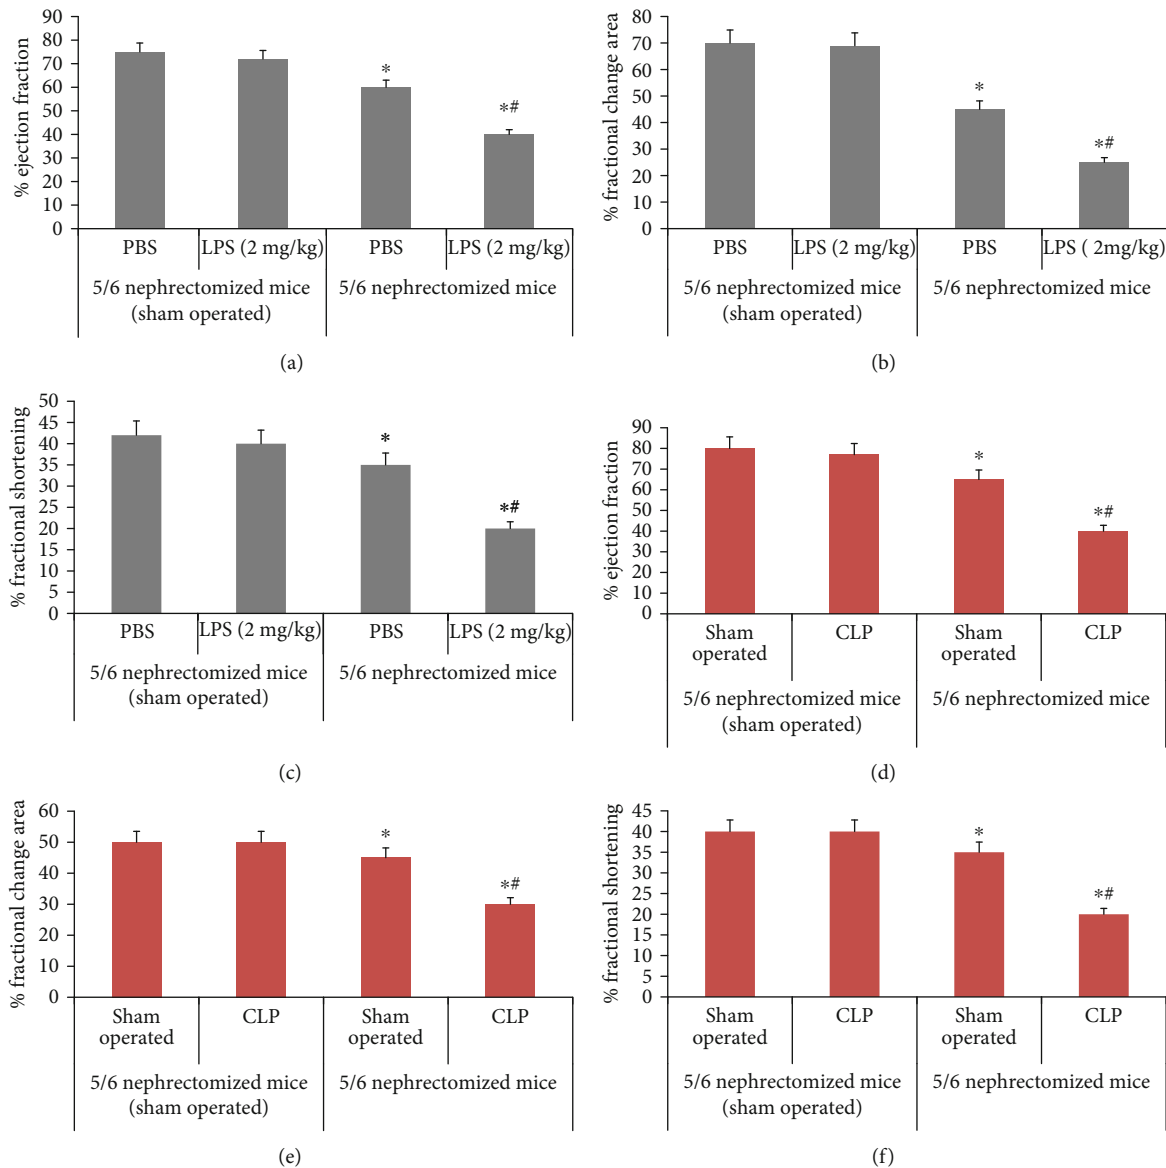 % ejection fraction
90
80
70
60
50
40
30
20
10
0
*
*#
PBS LPS (2 mg/kg) PBS LPS (2 mg/kg)
5/6 nephrectomized mice 5/6 nephrectomized mice
(sham operated)
(a)
% fractional change area
80
70
60
50
40
30
20
10
0
*
*#
PBS LPS (2 mg/kg) PBS LPS ( 2mg/kg)
5/6 nephrectomized mice 5/6 nephrectomized mice
(sham operated)
(b)
% fractional shortening
50
45
40
35
30
25
20
15
10
5
0
*
*#
PBS LPS (2 mg/kg) PBS LPS (2 mg/kg)
5/6 nephrectomized mice 5/6 nephrectomized mice
(sham operated)
(c)
% ejection fraction
90
80
70
60
50
40
30
20
10
0
*
*#
Sham CLP Sham CLP
operated operated
5/6 nephrectomized mice 5/6 nephrectomized mice
(sham operated)
(d)
% fractional change area
60
50
40
30
20
10
0
*
*#
Sham CLP Sham CLP
operated operated
5/6 nephrectomized mice 5/6 nephrectomized mice
(sham operated)
(e)
% fractional shortening
45
40
35
30
25
20
15
10
5
0
*
*#
Sham CLP Sham CLP
operated operated
5/6 nephrectomized mice 5/6 nephrectomized mice
(sham operated)
(f)